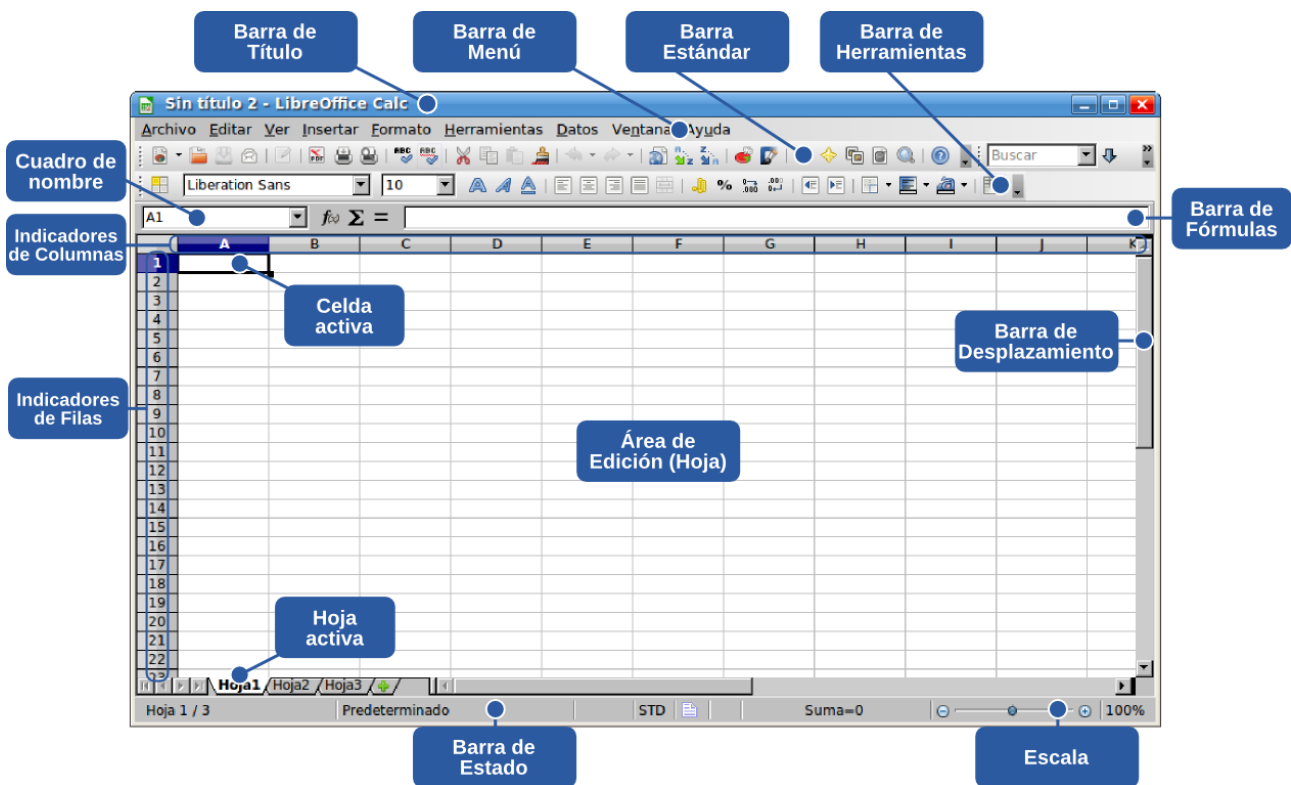 Barra de
Título
Barra de
Menú
Barra
Estándar
Barra de
Herramientas
Sin título 2 - LibreOffice Calc
Archivo Editar Ver Insertar Formato Herramientas Datos Ventana Ayuda
Cuadro de
nombre
Buscar
Liberation Sans 10
A1
Barra de
Fórmulas
Indicadores
de Columnas
A B C D E F G H I J K
1
2
3
4
5
6
7
8
9
10
11
12
13
14
15
16
17
18
19
20
21
22
23
Celda
activa
Barra de
Desplazamiento
Indicadores
de Filas
Área de
Edición (Hoja)
Hoja
activa
Hoja1 Hoja2 Hoja3
Hoja 1 / 3 Predeterminado STD Suma=0 100%
Barra de
Estado
Escala